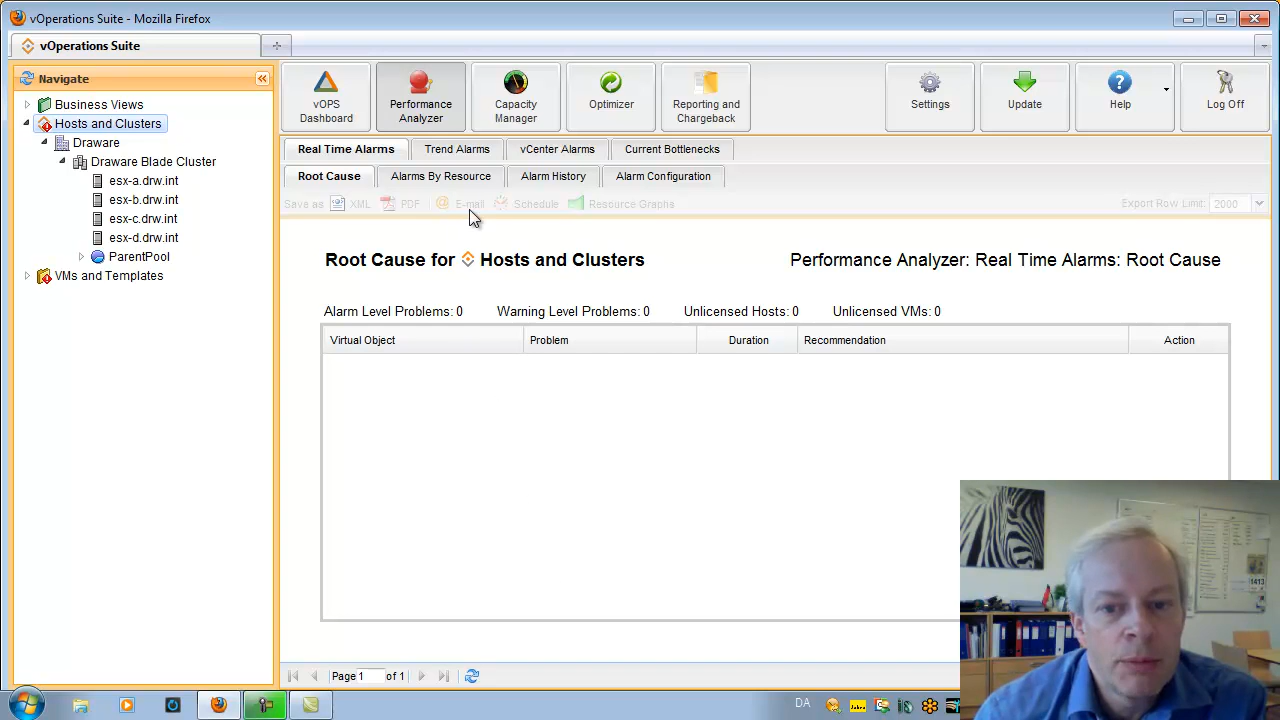 vOperations Suite - Mozilla Firefox
vOperations Suite
Navigate
Business Views
Hosts and Clusters
Draware
Draware Blade Cluster
esx-a.drw.int
esx-b.drw.int
esx-c.drw.int
esx-d.drw.int
ParentPool
VMs and Templates
vOPS Dashboard
Performance Analyzer
Capacity Manager
Optimizer
Reporting and Chargeback
Settings
Update
Help
Log Off
Real Time Alarms Trend Alarms vCenter Alarms Current Bottlenecks
Root Cause Alarms By Resource Alarm History Alarm Configuration
Save as XML PDF E-mail Schedule Resource Graphs Export Row Limit: 2000
Root Cause for Hosts and Clusters Performance Analyzer: Real Time Alarms: Root Cause
Alarm Level Problems: 0 Warning Level Problems: 0 Unlicensed Hosts: 0 Unlicensed VMs: 0
Virtual Object Problem Duration Recommendation Action
Page 1 of 1
1413
DA
Jabra